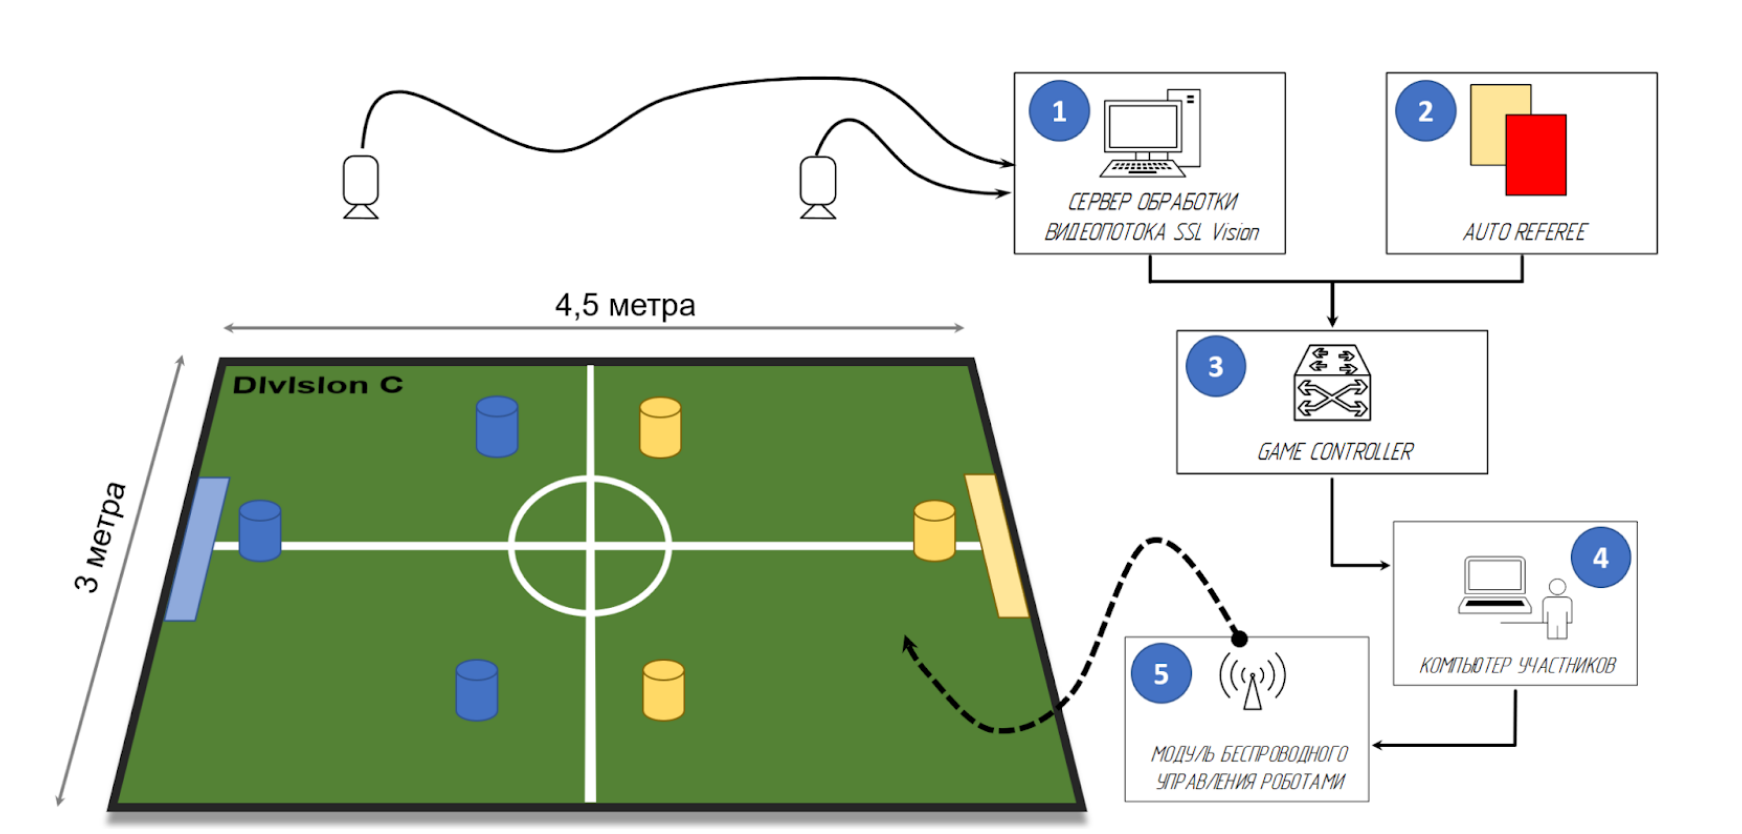 1
СЕРВЕР ОБРАБОТКИ
ВИДЕОПОТОКА SSL Vision
2
AUTO REFEREE
4,5 метра
3 метра
Division C
3
GAME CONTROLLER
4
КОМПЬЮТЕР УЧАСТНИКОВ
5
МОДУЛЬ БЕСПРОВОДНОГО
УПРАВЛЕНИЯ РОБОТАМИ